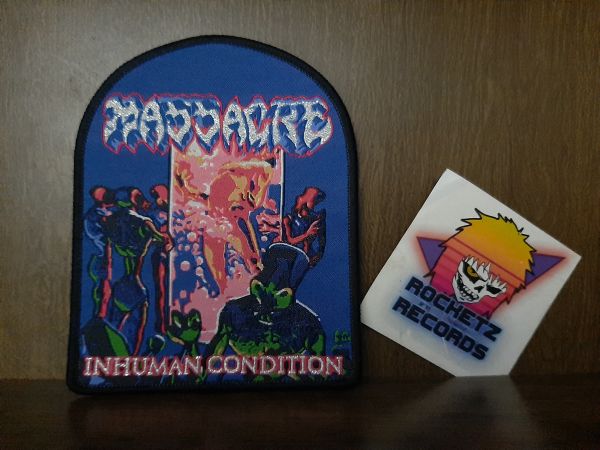 MASSACRE
INHUMAN CONDITION
ROCKETZ
RECORDS